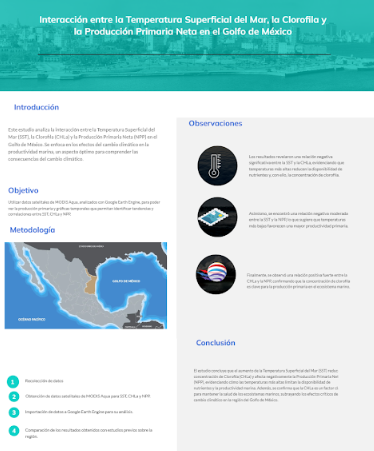 Interacción entre la Temperatura Superficial del Mar, la Clorofila y
la Producción Primaria Neta en el Golfo de México
Introducción
Este estudio analiza la interacción entre la Temperatura Superficial del
Mar (SST), la Clorofila (CHLa) y la Producción Primaria Neta (NPP) en el
Golfo de México. Se enfoca en los efectos del cambio climático en la
productividad marina, un aspecto óptimo para comprender las
consecuencias del cambio climático.
Objetivo
Utilizar datos satelitales de MODIS Aqua, analizados con Google Earth Engine, para poder
ver la producción primaria y gráficas temporales que permitan identificar tendencias y
correlaciones entre SST, CHLa y NPP.
Metodología
GOLFO DE MÉXICO
OCÉANO PACÍFICO
1 Recolección de datos
2 Obtención de datos satelitales de MODIS Aqua para SST, CHLa y NPP.
3 Importación de datos a Google Earth Engine para su análisis.
4 Comparación de los resultados obtenidos con estudios previos sobre la
región.
Observaciones
Los resultados mostraron una relación negativa
significativa entre la SST y la CHLa, evidenciando que
temperaturas más altas reducen la disponibilidad de
nutrientes y, con ello, la concentración de clorofila.
Asimismo, se encontró una relación negativa moderada
entre la SST y la NPP, lo que sugiere que temperaturas
más bajas favorecen una mayor productividad primaria.
Finalmente, se observó una relación positiva fuerte entre la
CHLa y la NPP, confirmando que la concentración de clorofila
es clave para la producción primaria en el ecosistema marino.
Conclusión
El estudio concluye que el aumento de la Temperatura Superficial del Mar (SST) reduce
concentración de Clorofila (CHLa) y afecta negativamente la Producción Primaria Neta
(NPP), evidenciando cómo las temperaturas más altas limitan la disponibilidad de
nutrientes y la productividad marina. Además, se confirma que la CHLa es un factor cl
para mantener la salud de los ecosistemas marinos, subrayando los efectos críticos de
cambio climático en la región del Golfo de México.